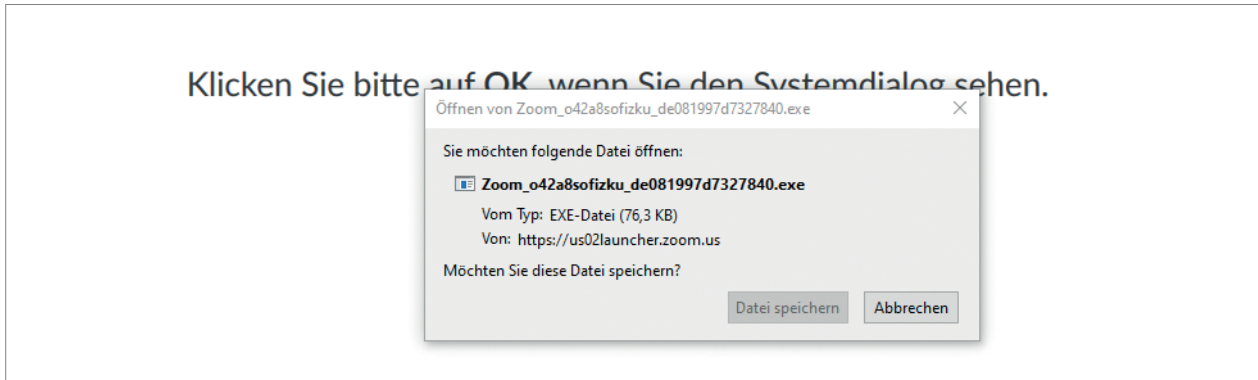 Klicken Sie bitte auf OK, wenn Sie den Systemdialog sehen.
Öffnen von Zoom_o42a8sofizku_de081997d7327840.exe
Sie möchten folgende Datei öffnen:
Zoom_o42a8sofizku_de081997d7327840.exe
Vom Typ: EXE-Datei (76,3 KB)
Von: https://us02launcher.zoom.us
Möchten Sie diese Datei speichern?
Datei speichern Abbrechen